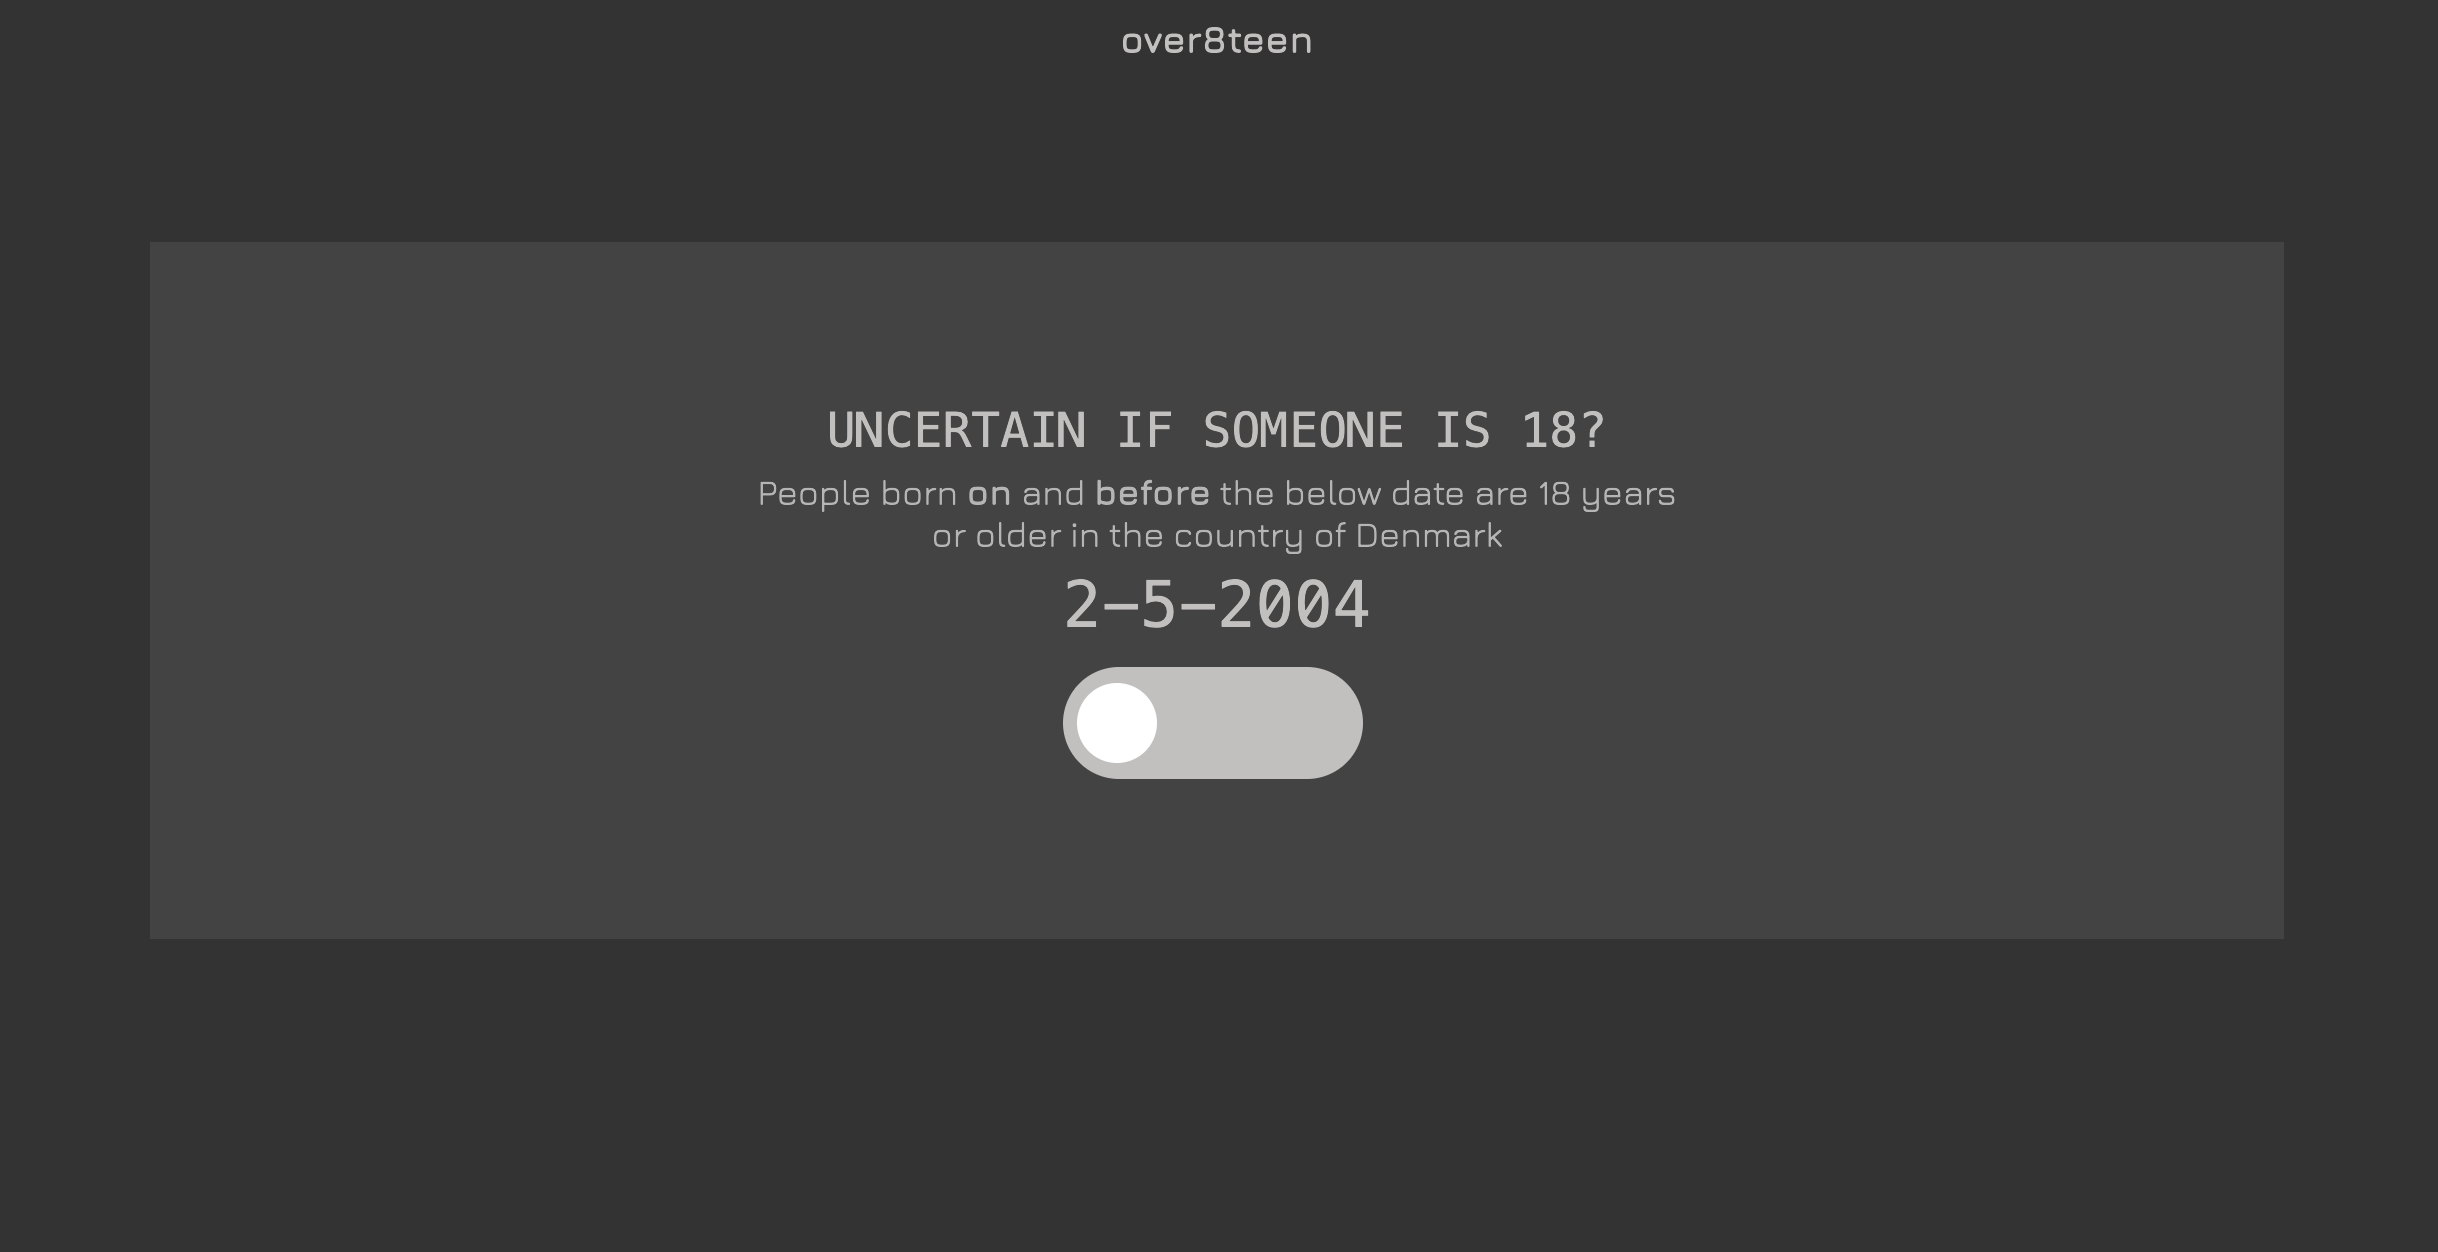 over8teen
UNCERTAIN IF SOMEONE IS 18?
People born on and before the below date are 18 years
or older in the country of Denmark
2-5-2004